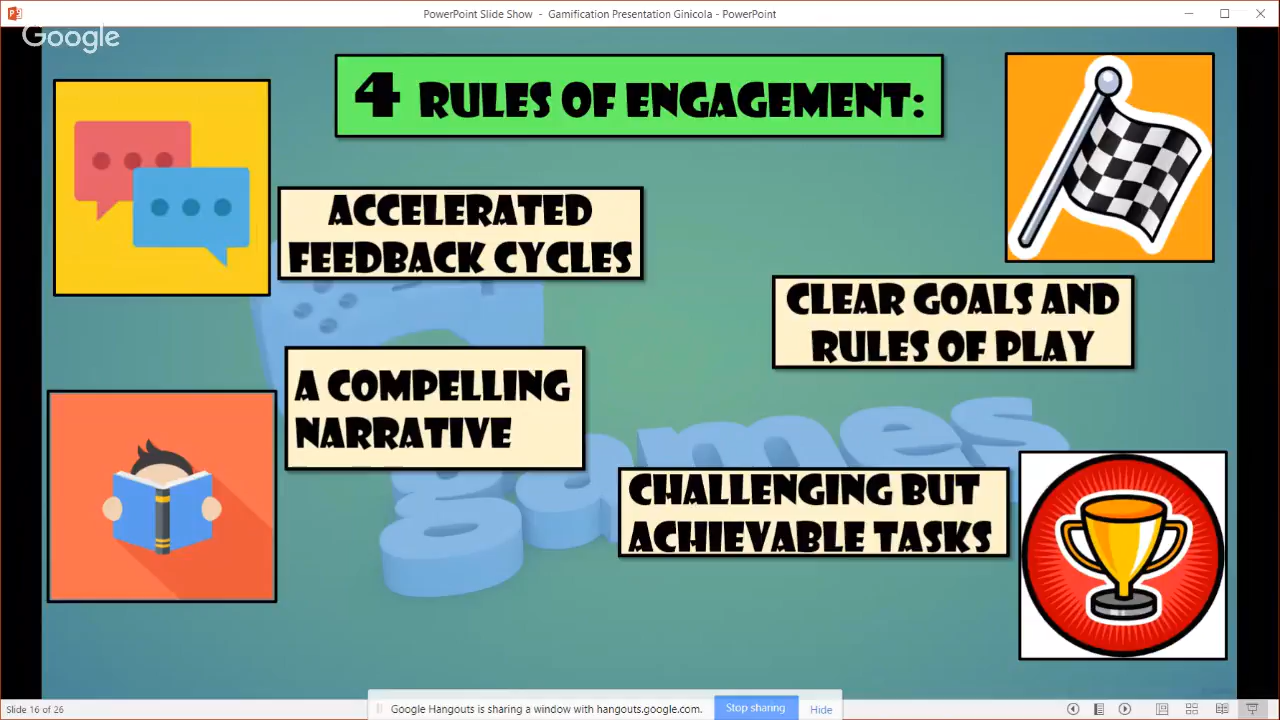 PowerPoint Slide Show - Gamification Presentation Ginicola - PowerPoint
Google
4 RULES OF ENGAGEMENT:
ACCELERATED
FEEDBACK CYCLES
CLEAR GOALS AND
RULES OF PLAY
A COMPELLING
NARRATIVE
games
CHALLENGING BUT
ACHIEVABLE TASKS
Google Hangouts is sharing a window with hangouts.google.com.
Stop sharing
Hide
Slide 16 of 26